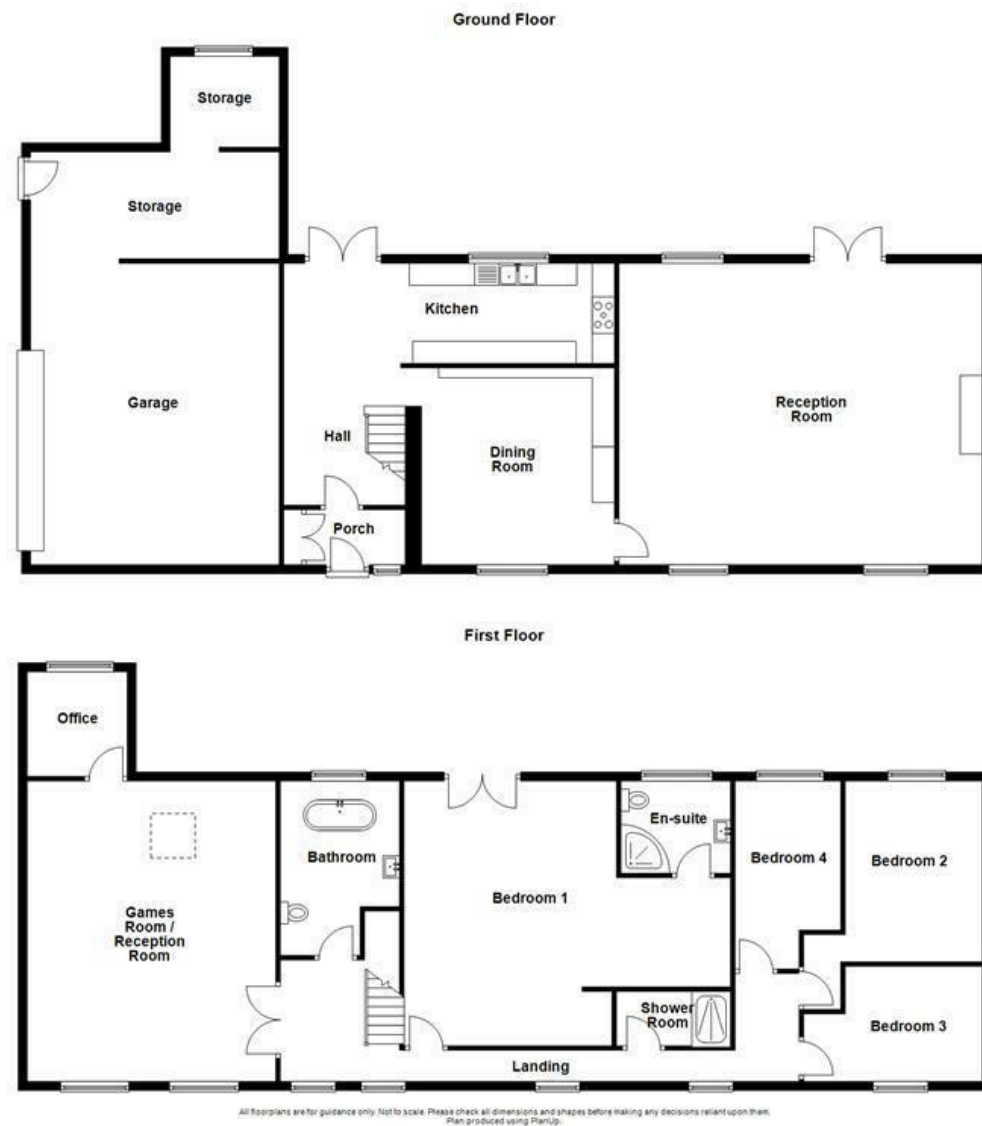 Ground Floor
Storage
Storage
Kitchen
Garage
Reception
Room
Hall
Dining
Room
Porch
First Floor
Office
En-suite
Bathroom
Bedroom 4
Bedroom 2
Bedroom 1
Games
Room /
Reception
Room
Shower
Room
Bedroom 3
Landing
All floorplans are for guidance only. Not to scale. Please check all dimensions and shapes before making any decisions reliant upon them.
Plan produced using PlanUp.